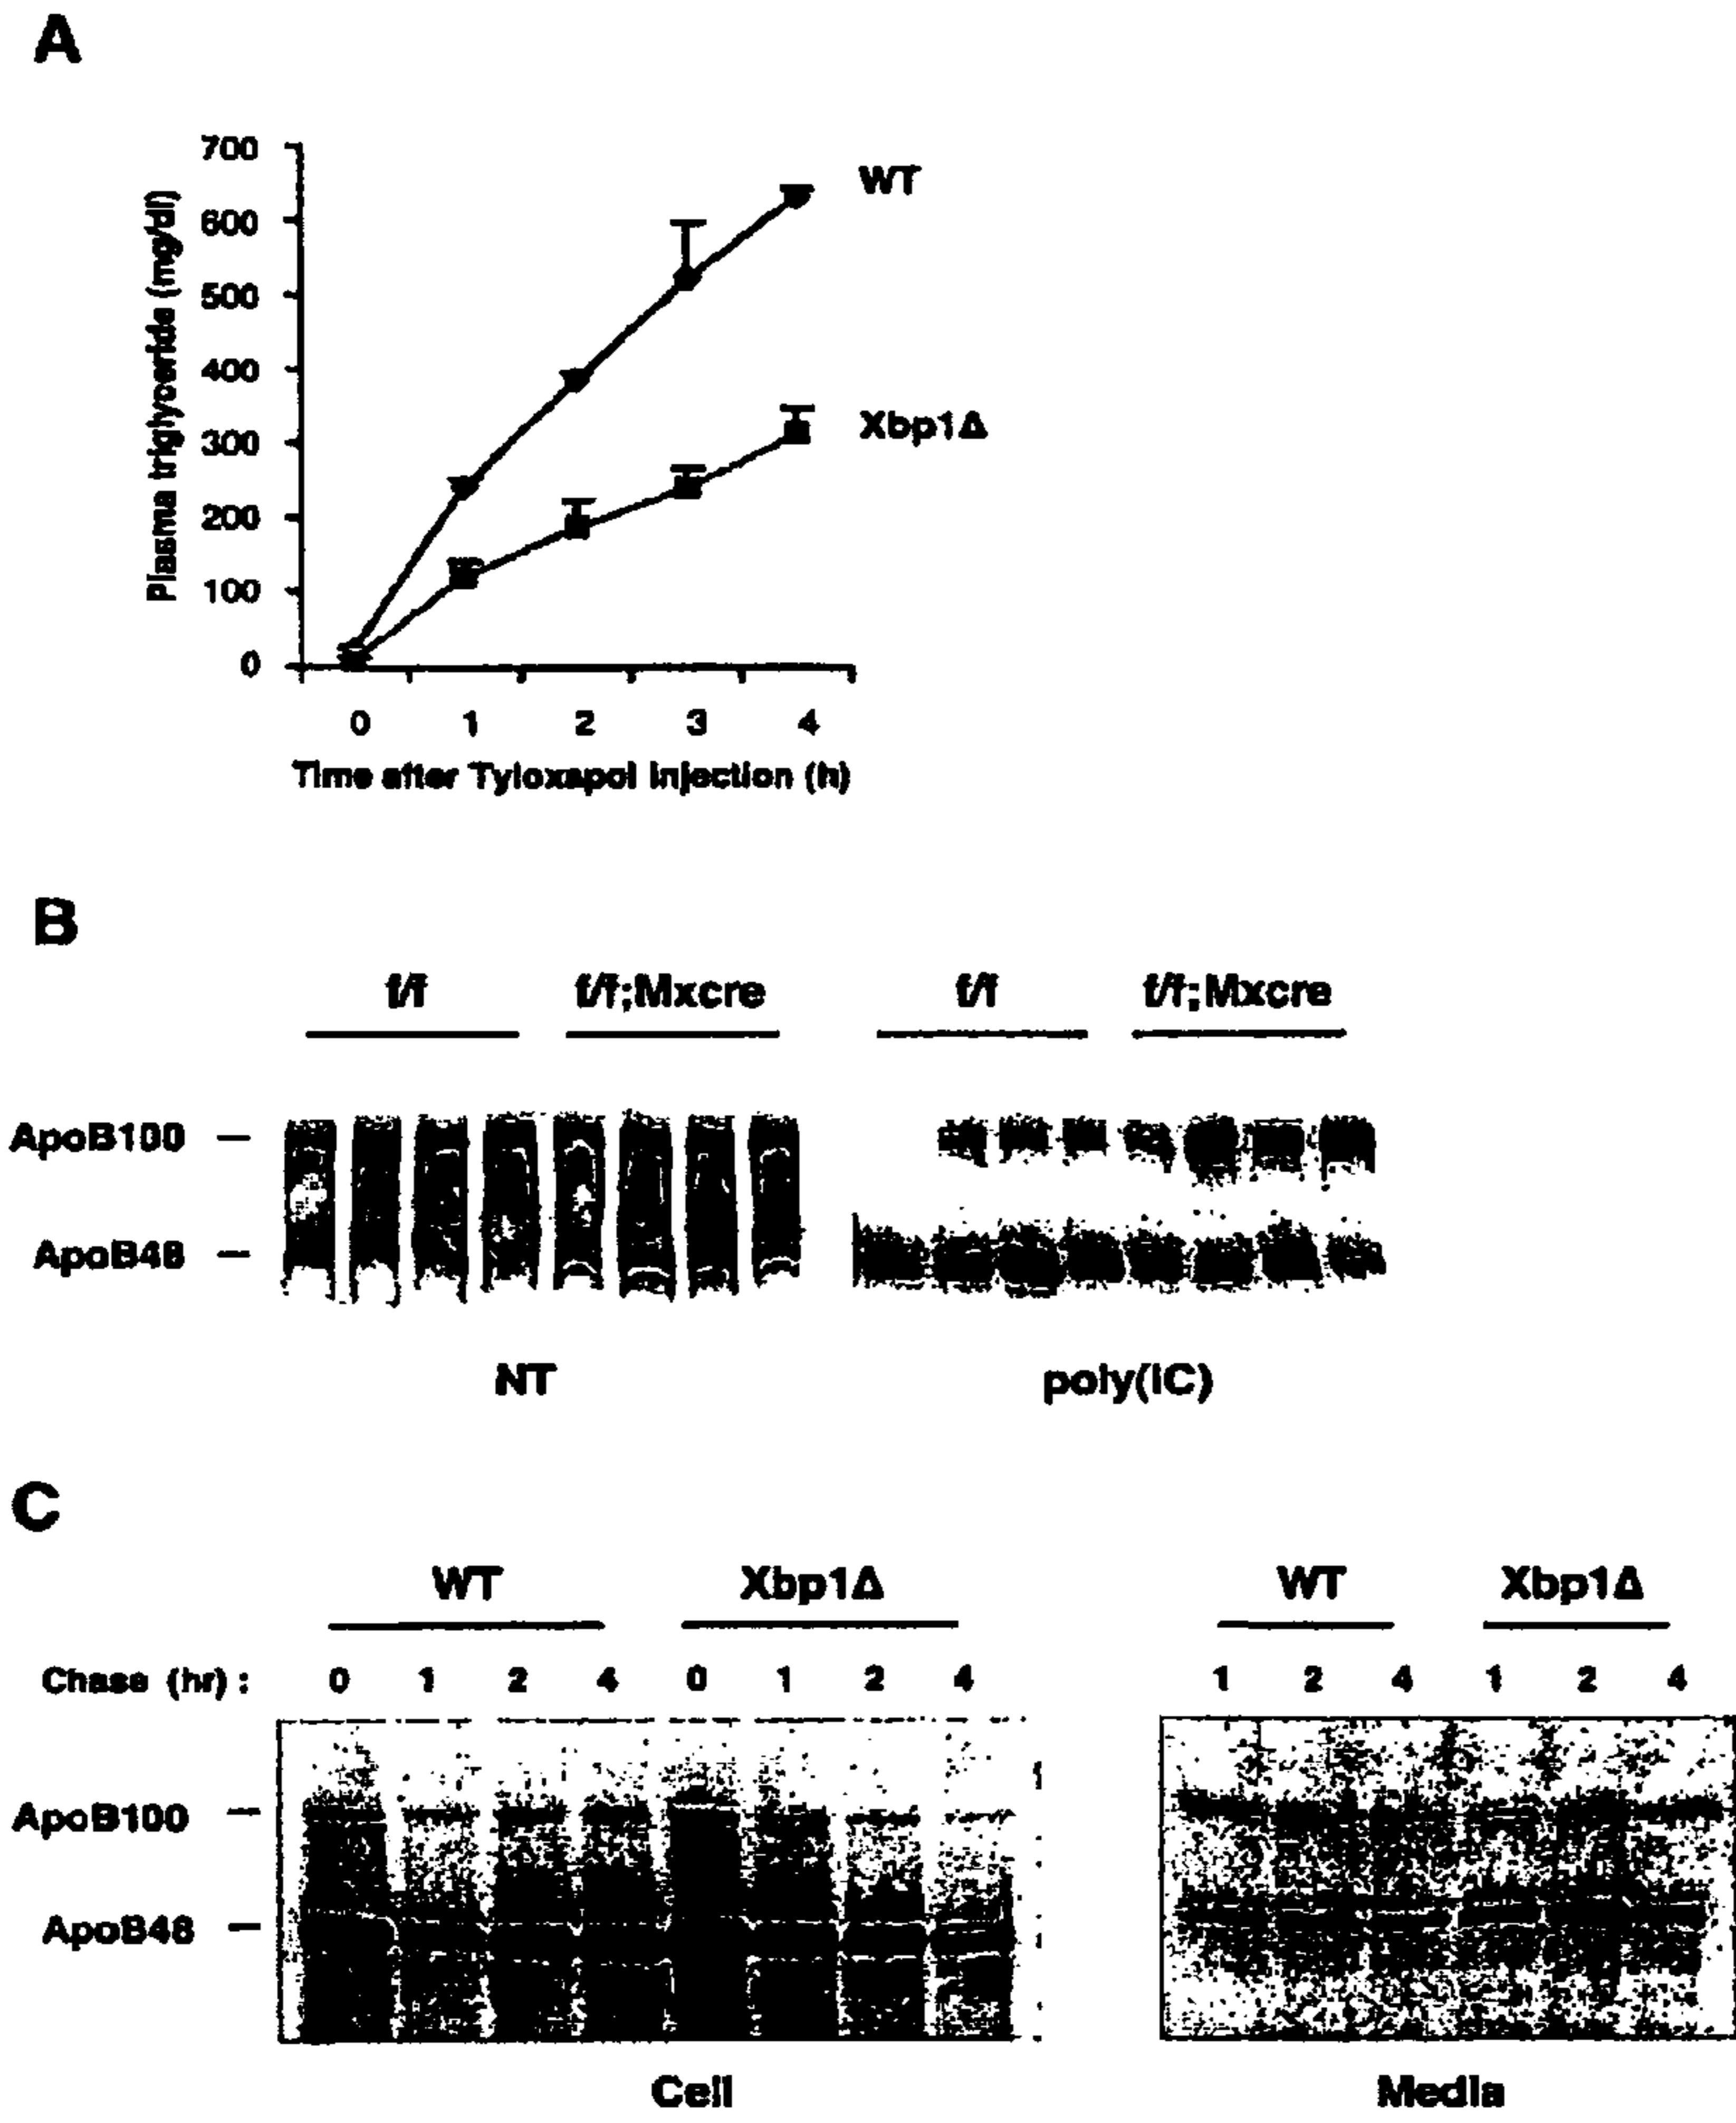 A
700
WT
600
500
400
Xbp1Δ
300
200
100
0
Plasma triglyceride (mg/dl)
0 1 2 3 4
Time after Tyloxapol injection (h)
B
f/f f/f;Mxcre f/f f/f;Mxcre
ApoB100
ApoB48
NT poly(IC)
C
WT Xbp1Δ WT Xbp1Δ
Chase (hr) : 0 1 2 4 0 1 2 4 1 2 4 1 2 4
ApoB100
ApoB48
Cell Media